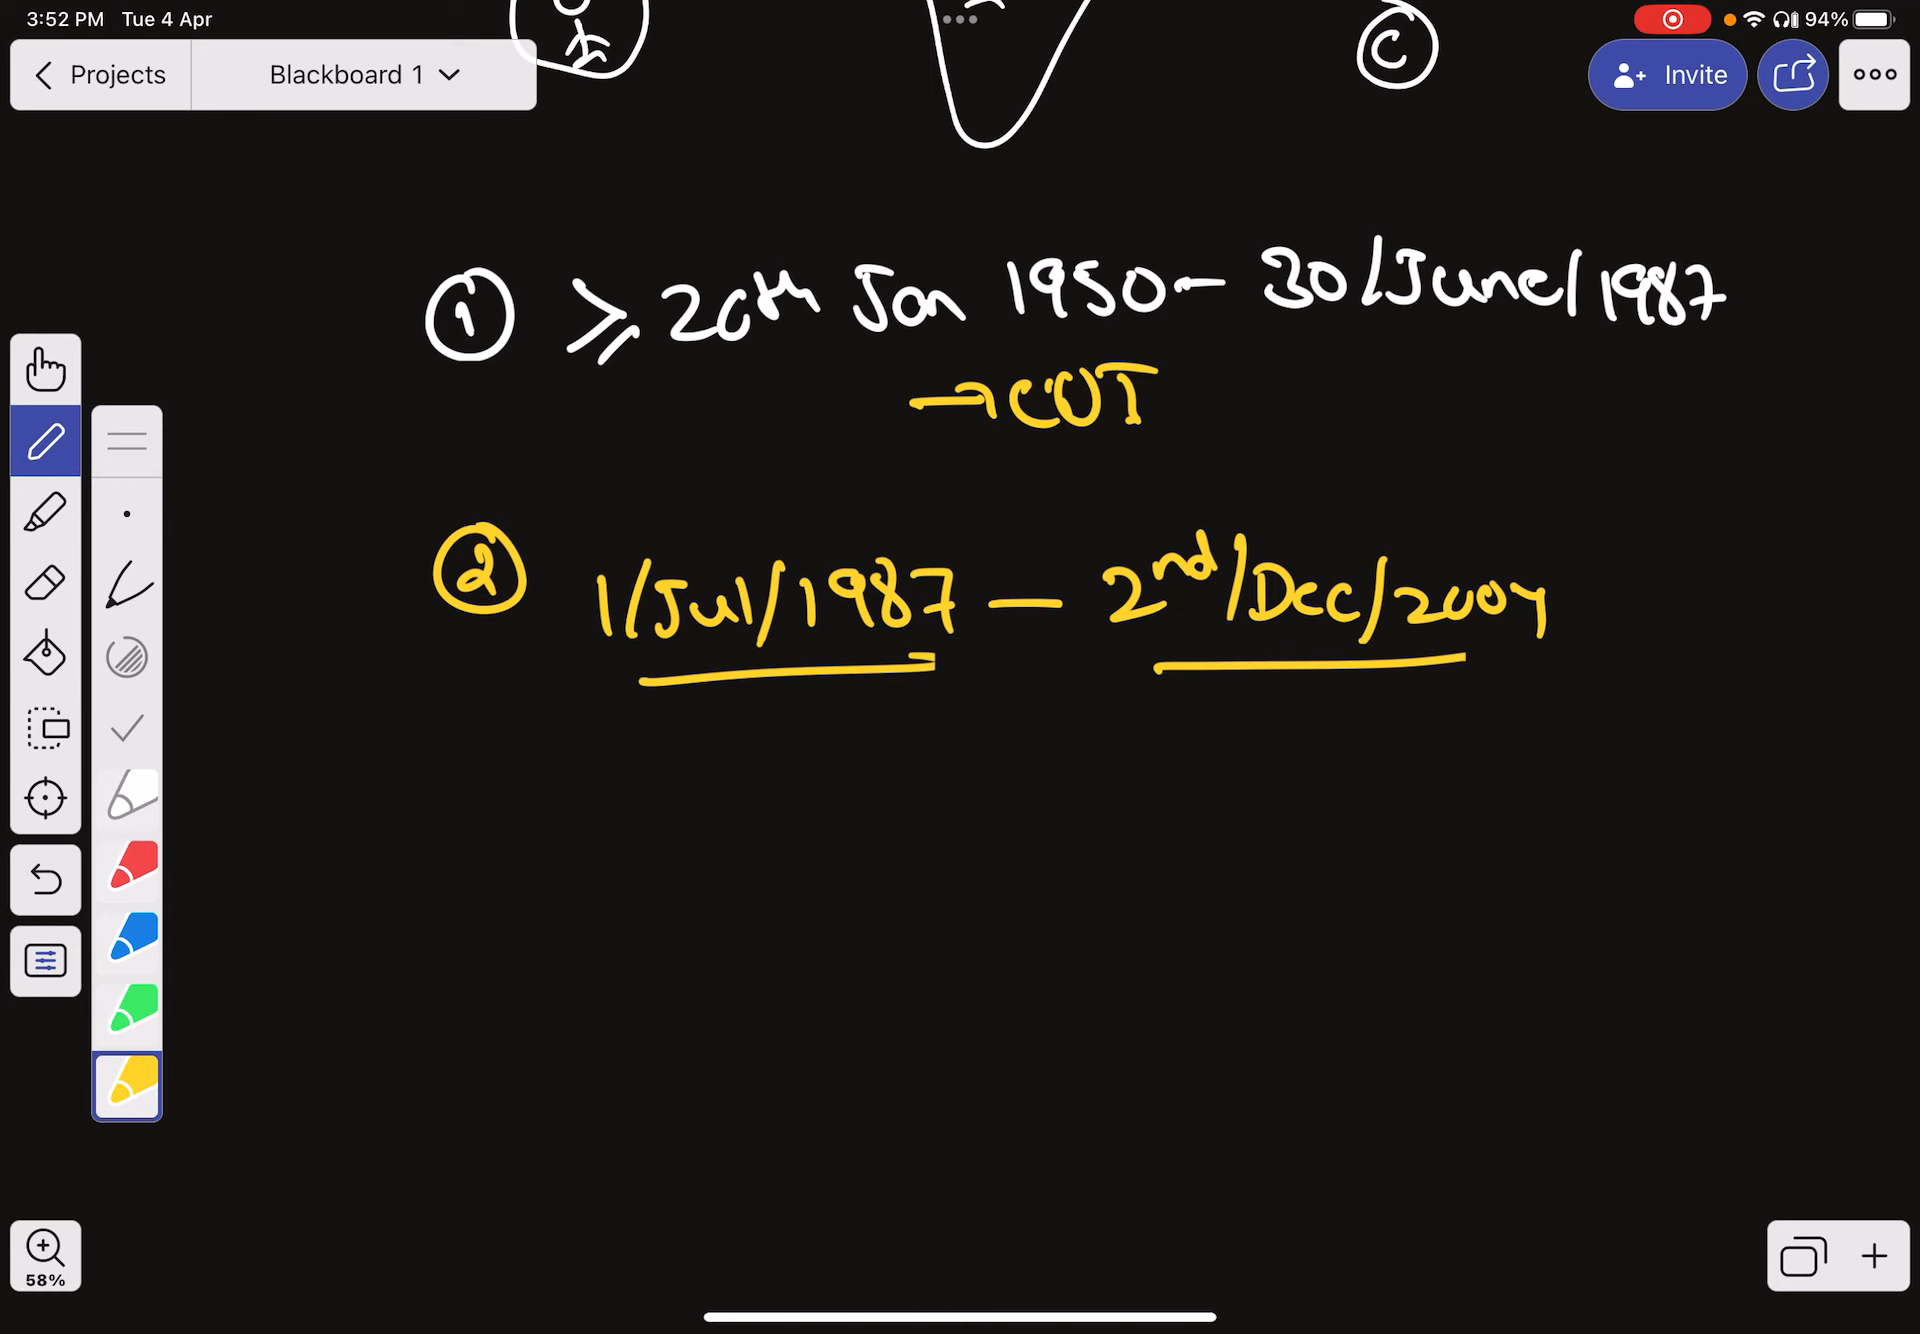 3:52 PM Tue 4 Apr
94%
Projects
Blackboard 1
Invite
C
1 ≥ 26th Jan 1950 - 30/June/1987
→ CUT
2 1/Jul/1987 — 2nd/Dec/2004
58%